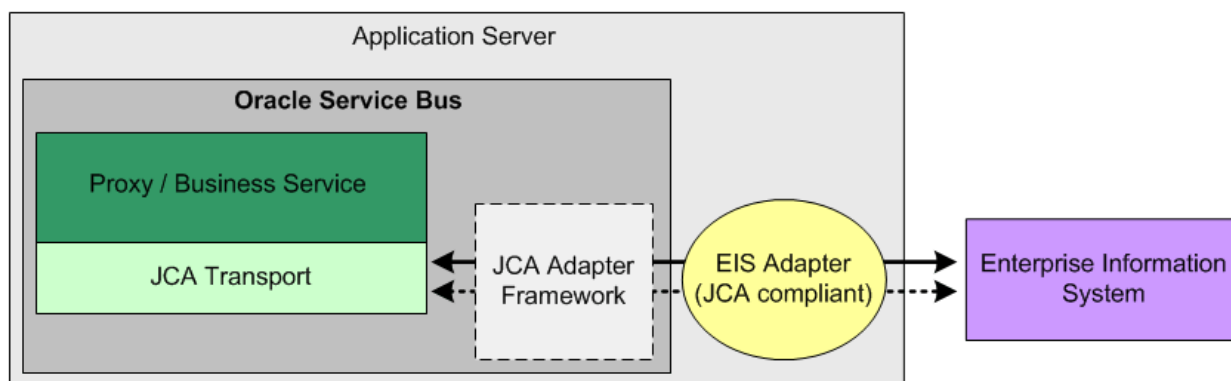 Application Server
Oracle Service Bus
Proxy / Business Service
JCA Transport
JCA Adapter
Framework
EIS Adapter
(JCA compliant)
Enterprise Information
System